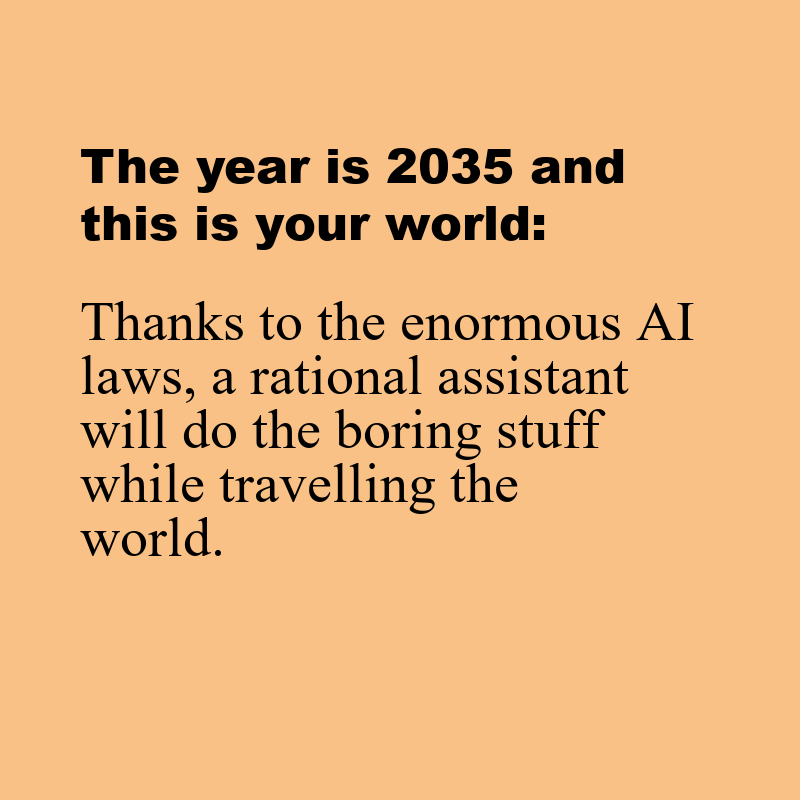 The year is 2035 and
this is your world:
Thanks to the enormous AI
laws, a rational assistant
will do the boring stuff
while travelling the
world.